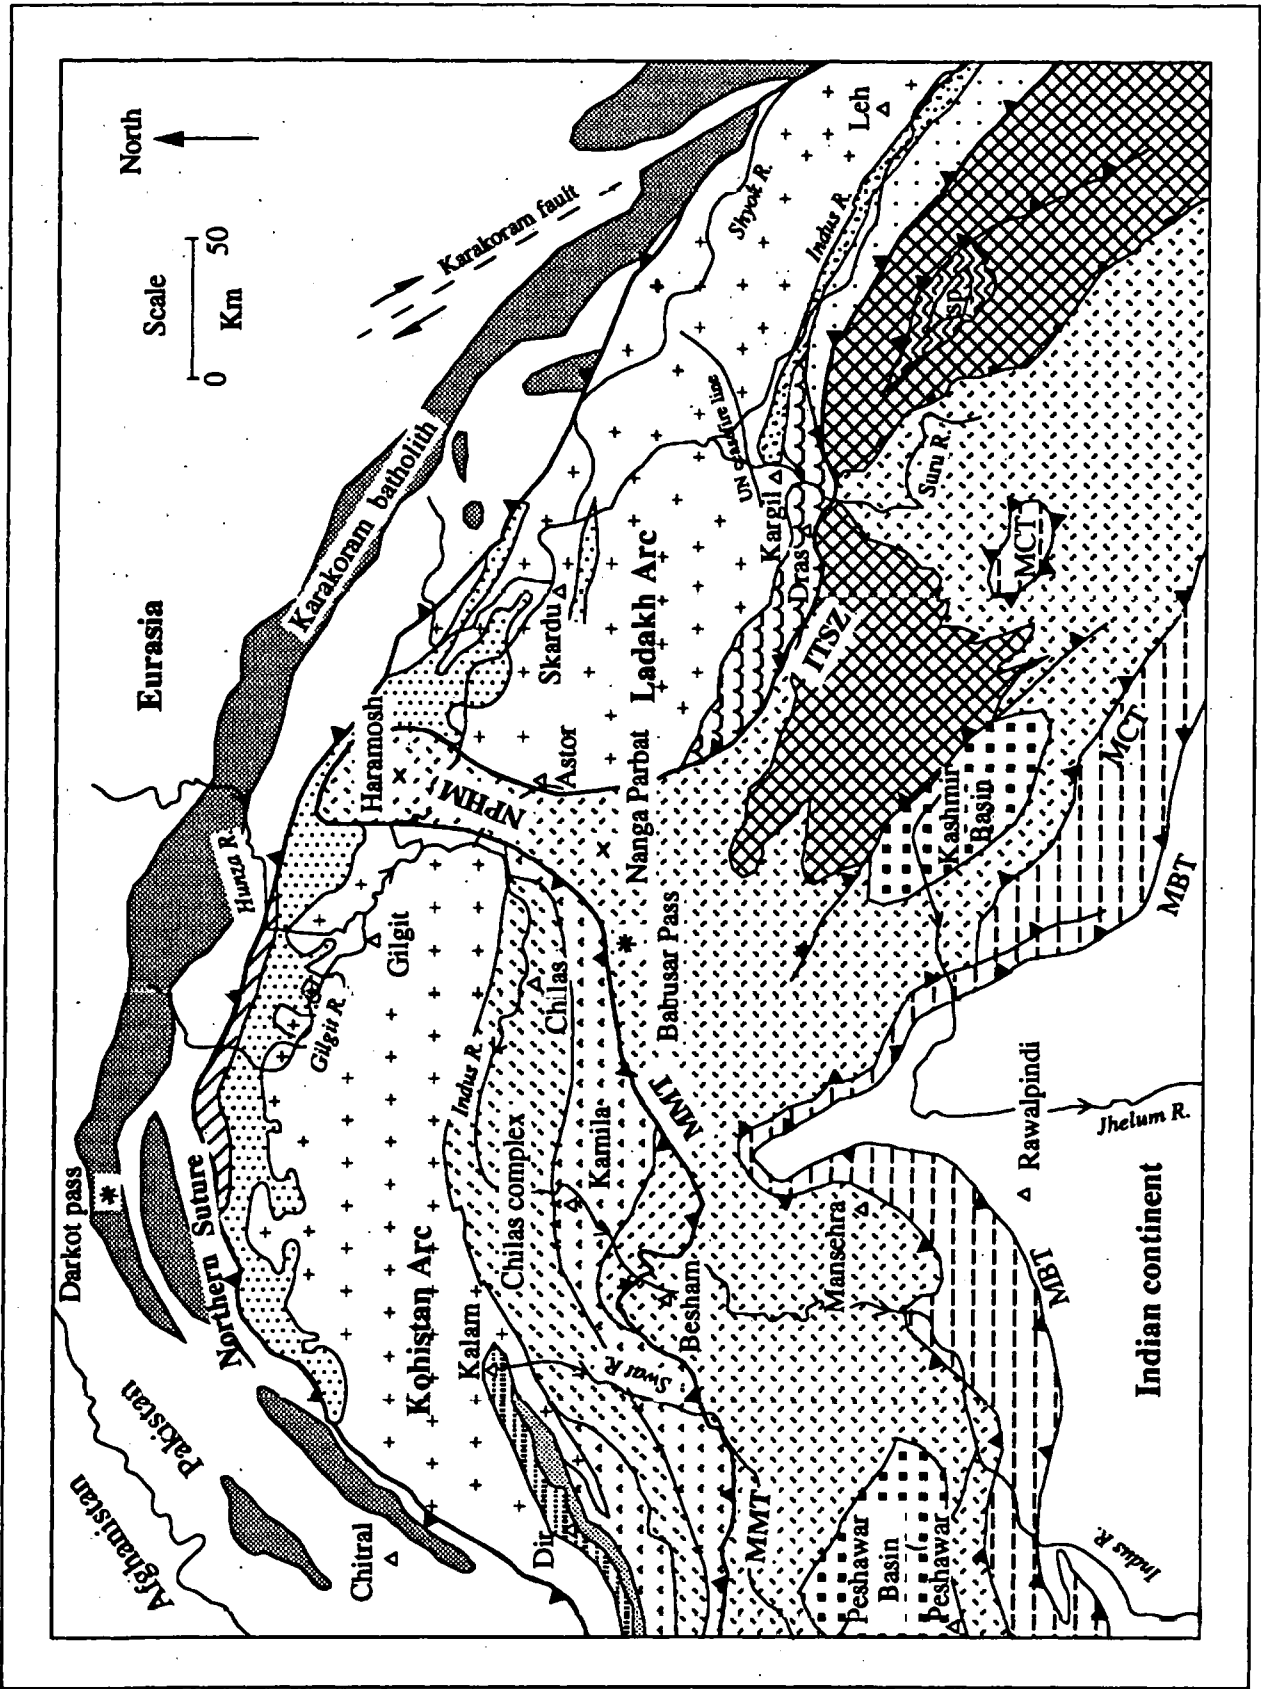 Darkot pass
North
Afghanistan
Pakistan
Eurasia
Scale
0 50
Km
Northern Suture
Hunza R.
Karakoram batholith
Karakoram fault
Chitral
Gilgit R.
Gilgit
Haramosh
NPHM
Kohistan Arc
Kalam
Indus R.
Dir
Chilas complex
Chilas
Astor
Skardu
Kamila
Swat R.
Nanga Parbat
Ladakh Arc
UN ceasefire line
Shyok R.
Leh
Besham
MMT
Babusar Pass
Kargil
Dras
Indus R.
MMT
ITSZ
Mansehra
Peshawar
Basin
Peshawar
Kashmir
Basin
Suru R.
sp
MCT
Rawalpindi
MBT
MCT
Jhelum R.
MBT
Indus R.
Indian continent